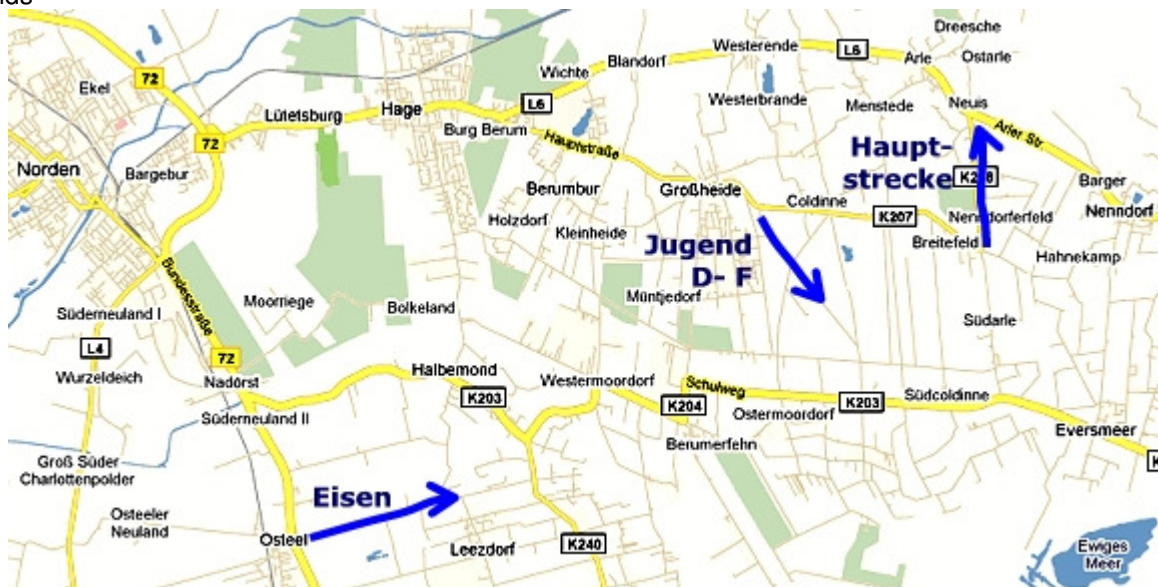 nds
Dreesche
Westerende
L6
Arle
Ostarle
72
Ekel
Wichte
Blandorf
Westerbrande
Menstede
Neuis
Lütetsburg
Hage
L6
Burg Berum
Arler Str.
72
Hauptstraße
Haupt-
strecke
Norden
Bargebur
Berumbur
Großheide
Coldinne
Barger
Nenndorf
Holzdorf
Kleinheide
K207
Nenndorferfeld
Breitefeld
Hahnekamp
Jugend
D- F
Bundesstraße
Moorriege
Bolkeland
Müntjedorf
Süderneuland I
Südarle
L4
72
Wurzeldeich
Nadörst
Halbemond
Westermoordorf
Schulweg
K203
K204
K203
Südcoldinne
Süderneuland II
Ostermoordorf
Berumerfehn
Eversmeer
Groß Süder
Charlottenpolder
Eisen
Osteeler
Neuland
Osteel
Leezdorf
K240
Ewiges
Meer